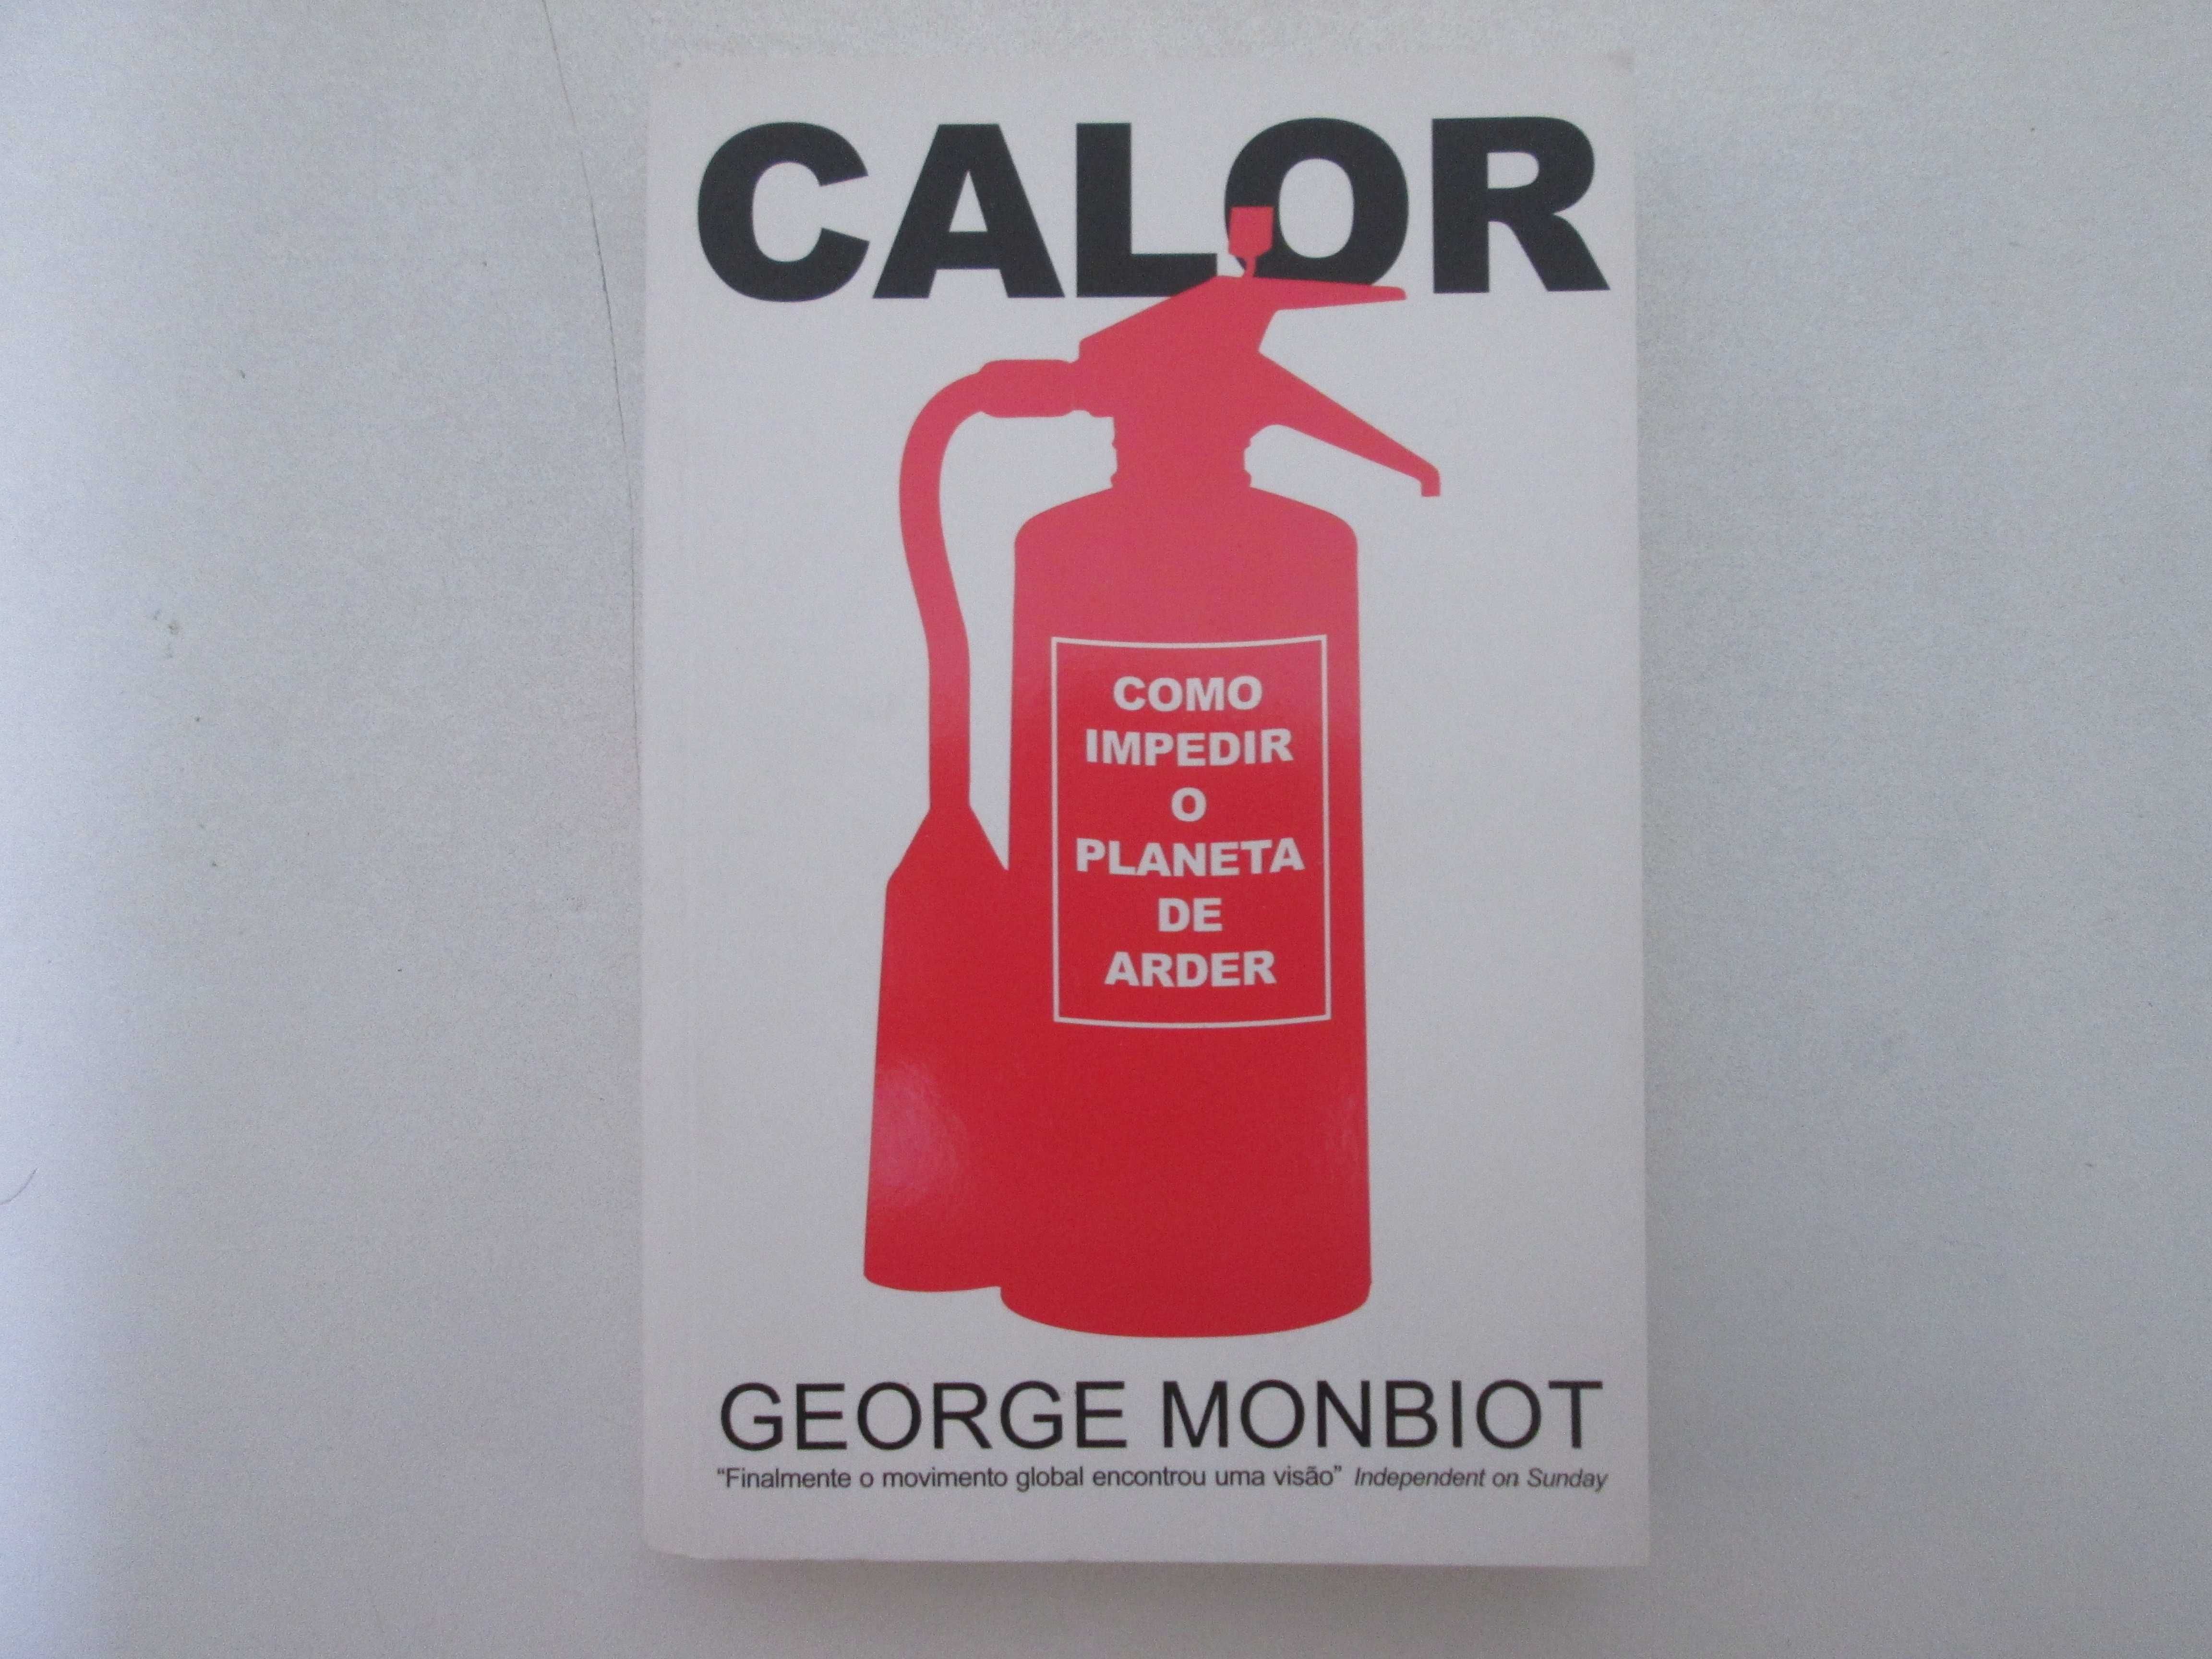 CALOR
COMO
IMPEDIR
O
PLANETA
DE
ARDER
GEORGE MONBIOT
“Finalmente o movimento global encontrou uma visão” Independent on Sunday